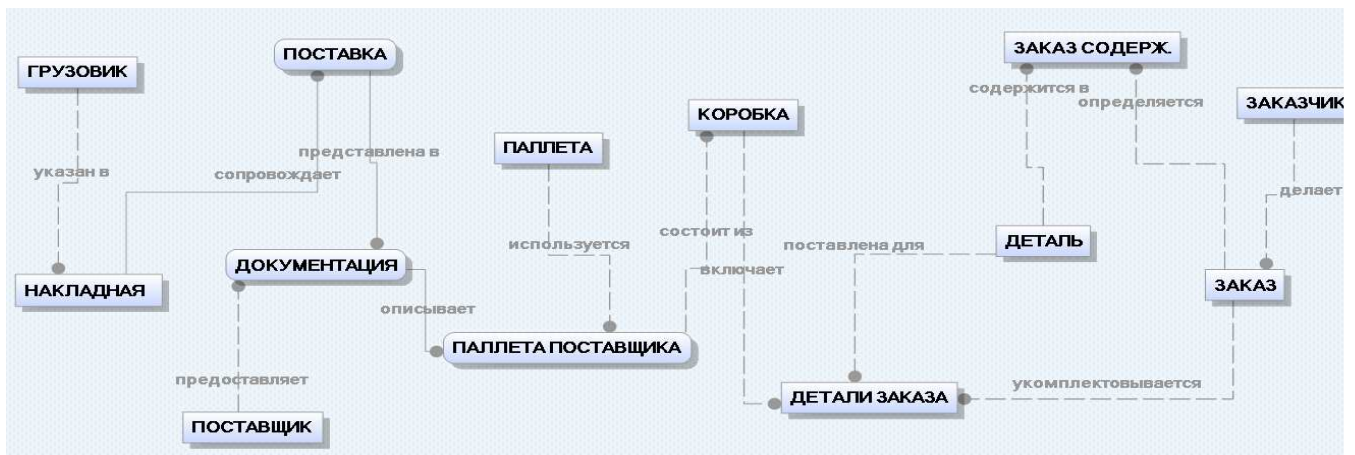 ПОСТАВКА
ЗАКАЗ СОДЕРЖ.
ГРУЗОВИК
содержится в
определяется
ЗАКАЗЧИК
КОРОБКА
ПАЛЛЕТА
представлена в
указан в
сопровождает
делает
состоит из
поставлена для
ДЕТАЛЬ
используется
ДОКУМЕНТАЦИЯ
включает
НАКЛАДНАЯ
ЗАКАЗ
описывает
ПАЛЛЕТА ПОСТАВЩИКА
предоставляет
укомплектовывается
ДЕТАЛИ ЗАКАЗА
ПОСТАВЩИК